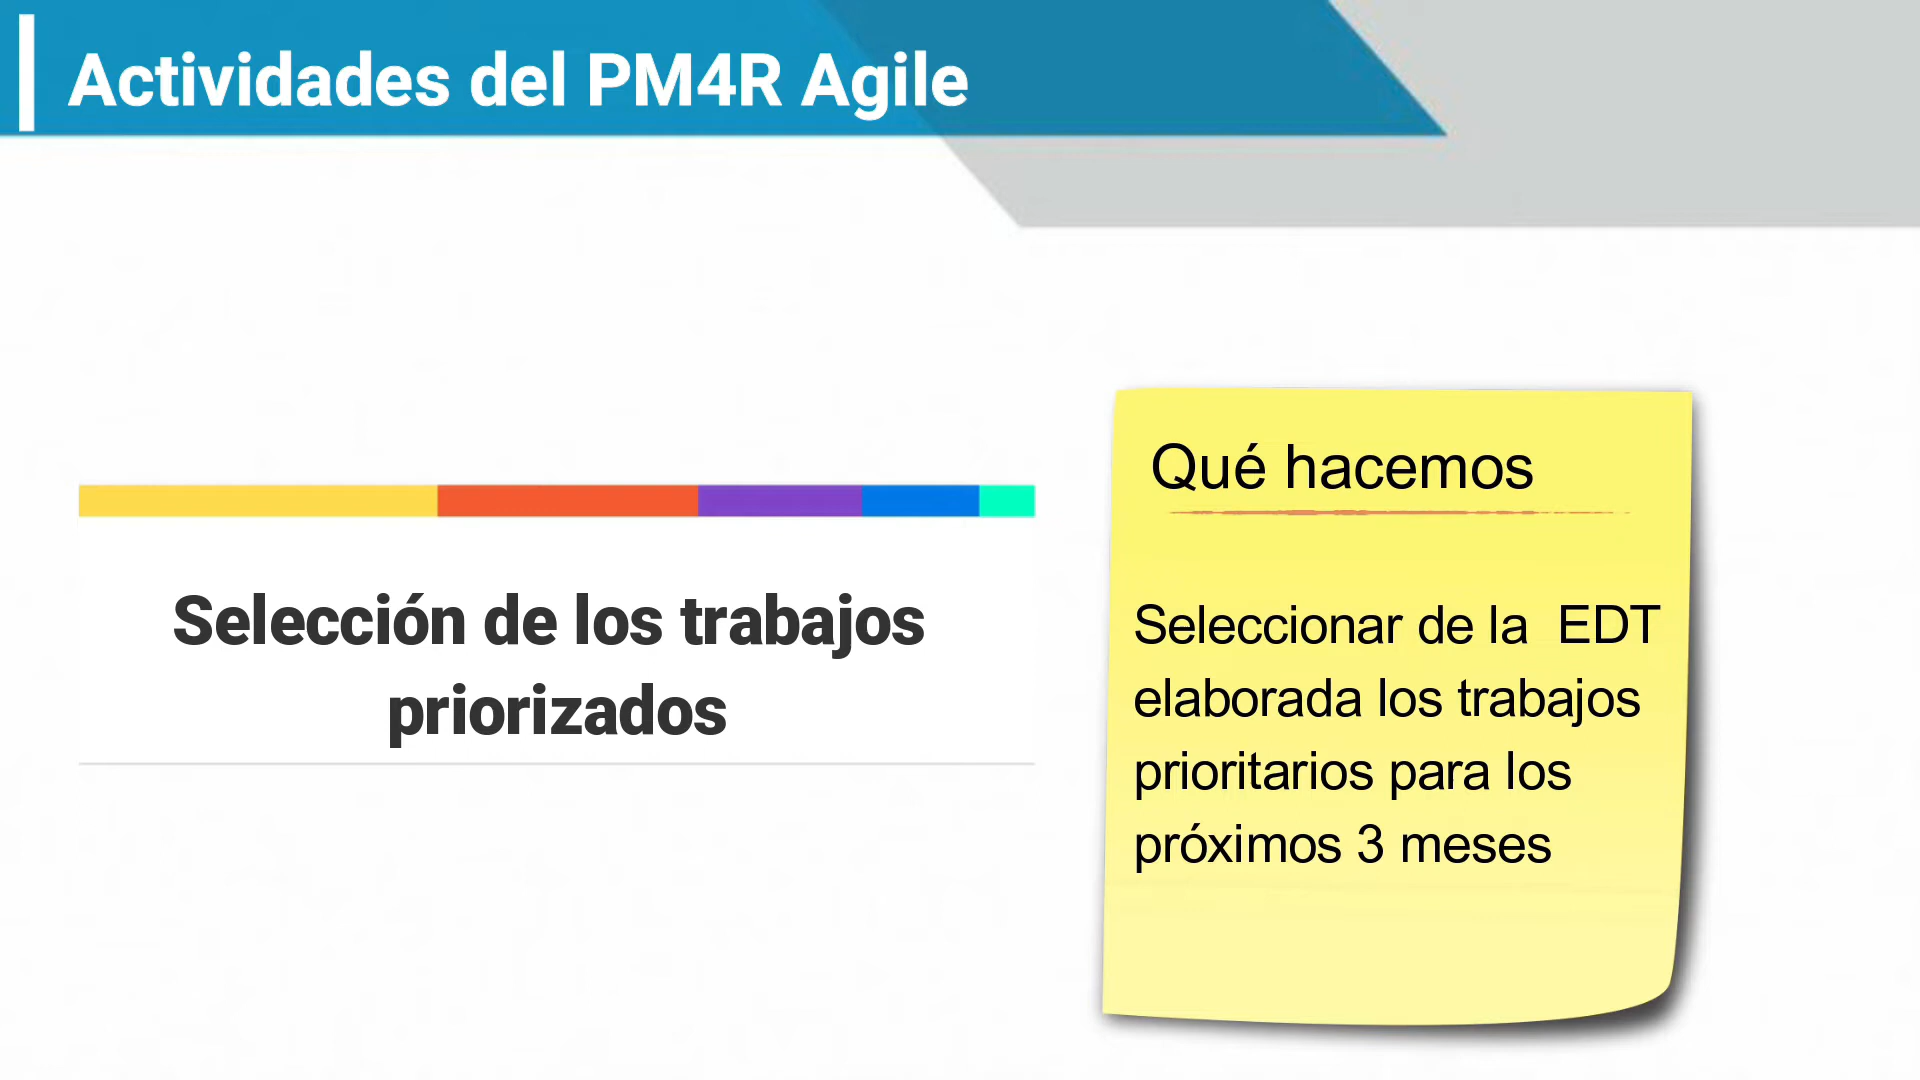 Actividades del PM4R Agile
Selección de los trabajos
priorizados
Qué hacemos
Seleccionar de la  EDT
elaborada los trabajos
prioritarios para los
próximos 3 meses